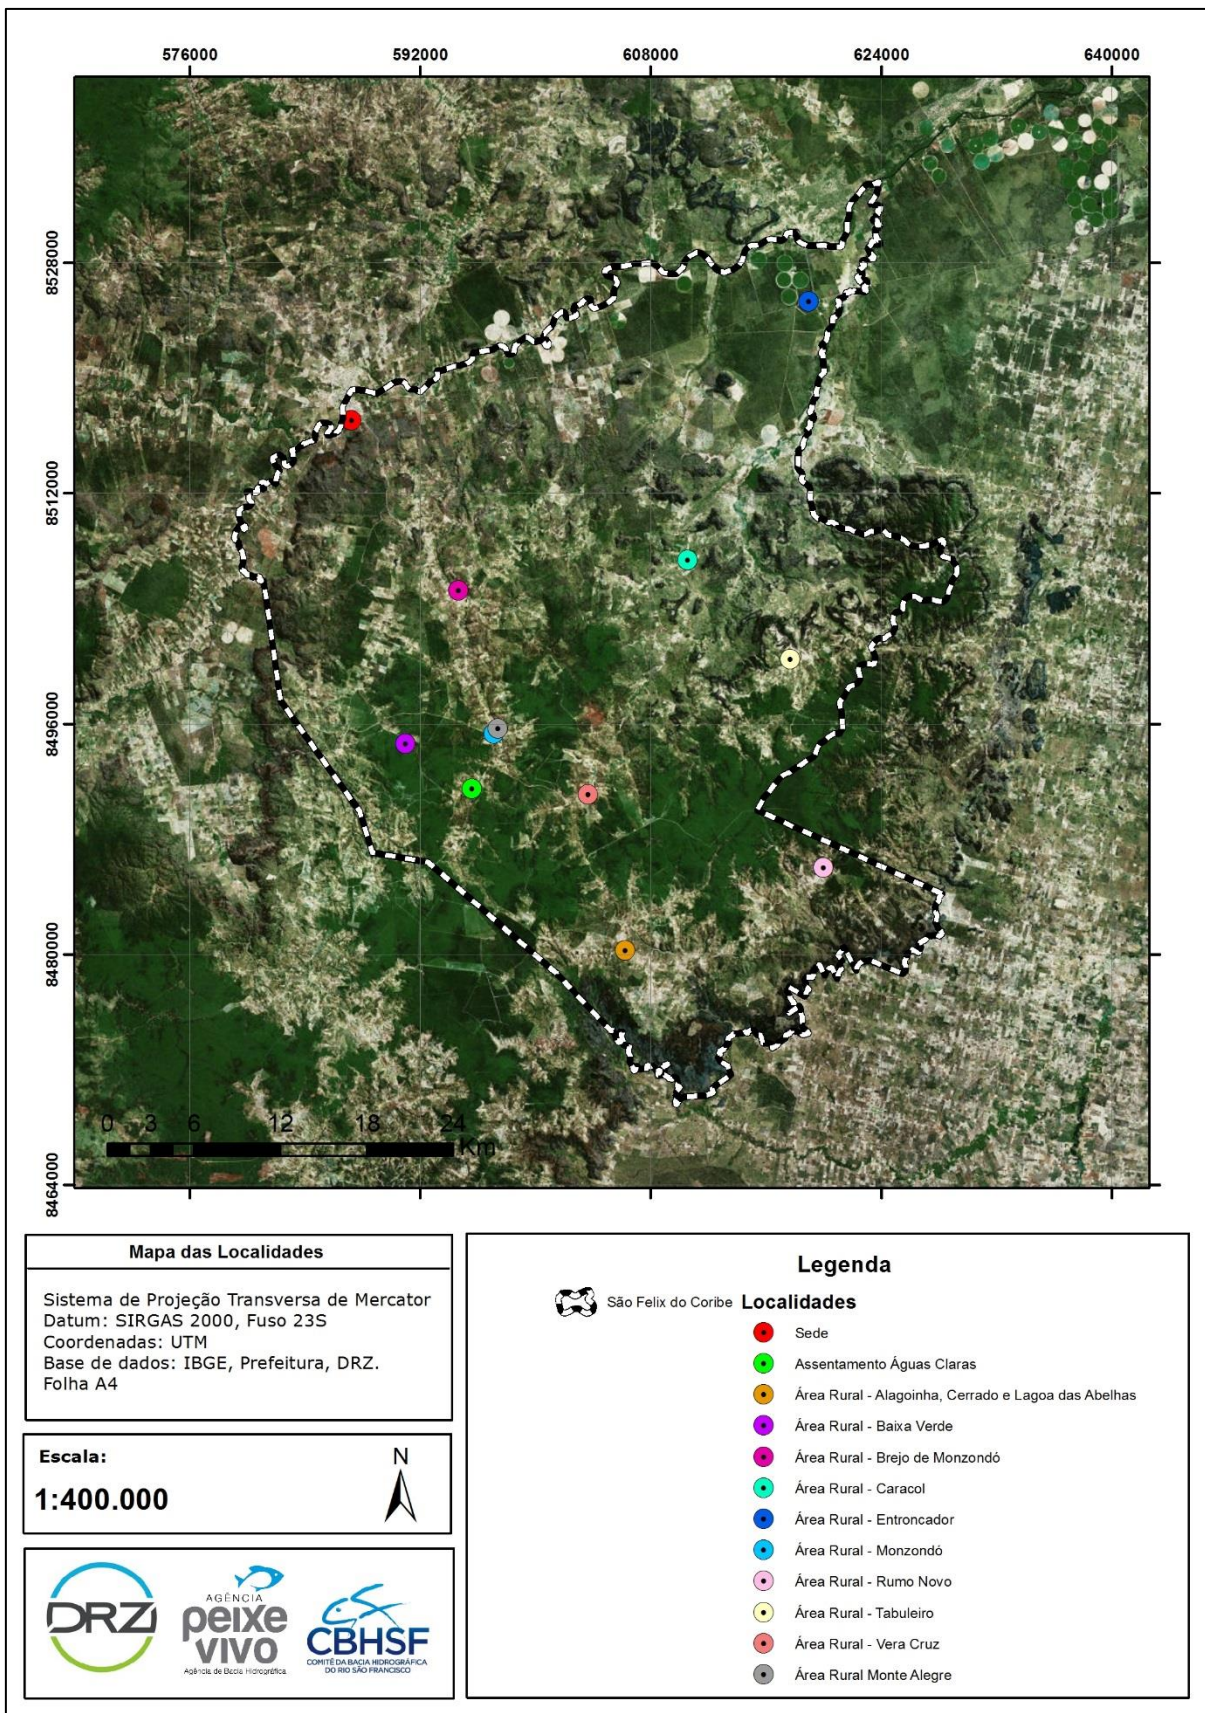 576000 592000 608000 624000 640000
8528000
8512000
8496000
8480000
8464000
0 3 6 12 18 24
Km
Mapa das Localidades
Sistema de Projeção Transversa de Mercator
Datum: SIRGAS 2000, Fuso 23S
Coordenadas: UTM
Base de dados: IBGE, Prefeitura, DRZ.
Folha A4
Escala:
1:400.000
N
DRZ
AGÊNCIA
peixe
vivo
Agência de Bacia Hidrográfica
CBHSF
COMITÊ DA BACIA HIDROGRÁFICA
DO RIO SÃO FRANCISCO
Legenda
São Felix do Coribe
Localidades
Sede
Assentamento Águas Claras
Área Rural - Alagoinha, Cerrado e Lagoa das Abelhas
Área Rural - Baixa Verde
Área Rural - Brejo de Monzondó
Área Rural - Caracol
Área Rural - Entroncador
Área Rural - Monzondó
Área Rural - Rumo Novo
Área Rural - Tabuleiro
Área Rural - Vera Cruz
Área Rural Monte Alegre